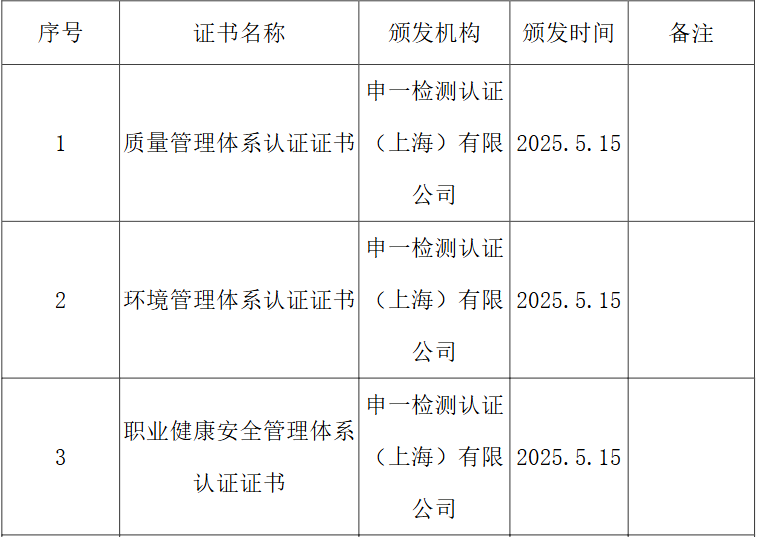 序号 证书名称 颁发机构 颁发时间 备注
申一检测认证
1 质量管理体系认证证书 （上海）有限 2025.5.15
公司
申一检测认证
2 环境管理体系认证证书 （上海）有限 2025.5.15
公司
申一检测认证
职业健康安全管理体系
3 （上海）有限 2025.5.15
认证证书
公司